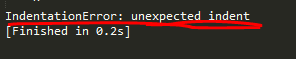 IndentationError: unexpected indent
[Finished in 0.2s]